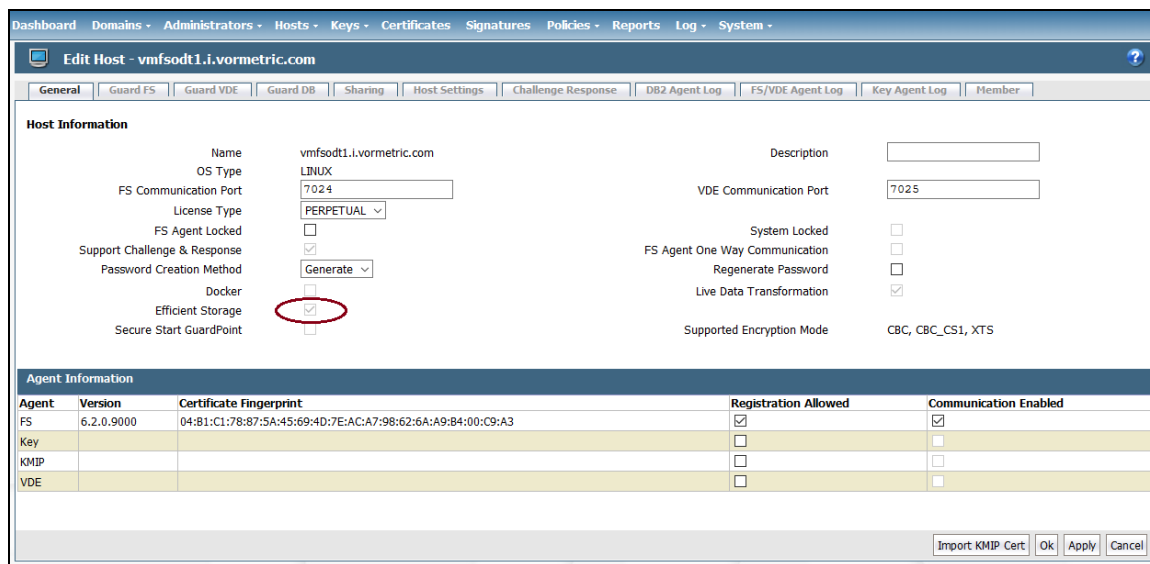 Dashboard Domains Administrators Hosts Keys Certificates Signatures Policies Reports Log System
Edit Host - vmfsodt1.i.vormetric.com ?
General Guard FS Guard VDE Guard DB Sharing Host Settings Challenge Response DB2 Agent Log FS/VDE Agent Log Key Agent Log Member
Host Information
Name vmfsodt1.i.vormetric.com Description
OS Type LINUX
FS Communication Port 7024 VDE Communication Port 7025
License Type PERPETUAL
FS Agent Locked System Locked
Support Challenge & Response FS Agent One Way Communication
Password Creation Method Generate Regenerate Password
Docker Live Data Transformation
Efficient Storage
Secure Start GuardPoint Supported Encryption Mode CBC, CBC_CS1, XTS
Agent Information
Agent Version Certificate Fingerprint Registration Allowed Communication Enabled
FS 6.2.0.9000 04:B1:C1:78:87:5A:45:69:4D:7E:AC:A7:98:62:6A:A9:B4:00:C9:A3
Key
KMIP
VDE
Import KMIP Cert Ok Apply Cancel